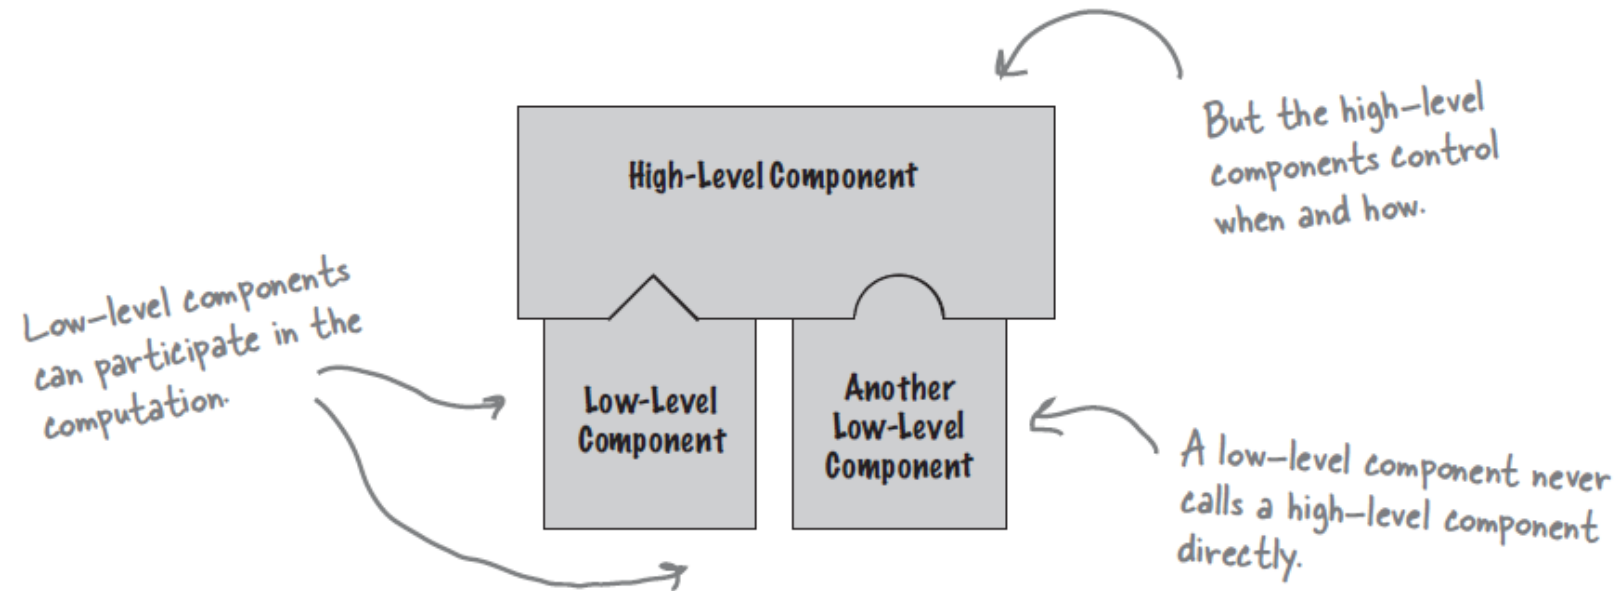 But the high-level
components control
when and how.
High-Level Component
Low-level components
can participate in the
computation.
Low-Level
Component
Another
Low-Level
Component
A low-level component never
calls a high-level component
directly.